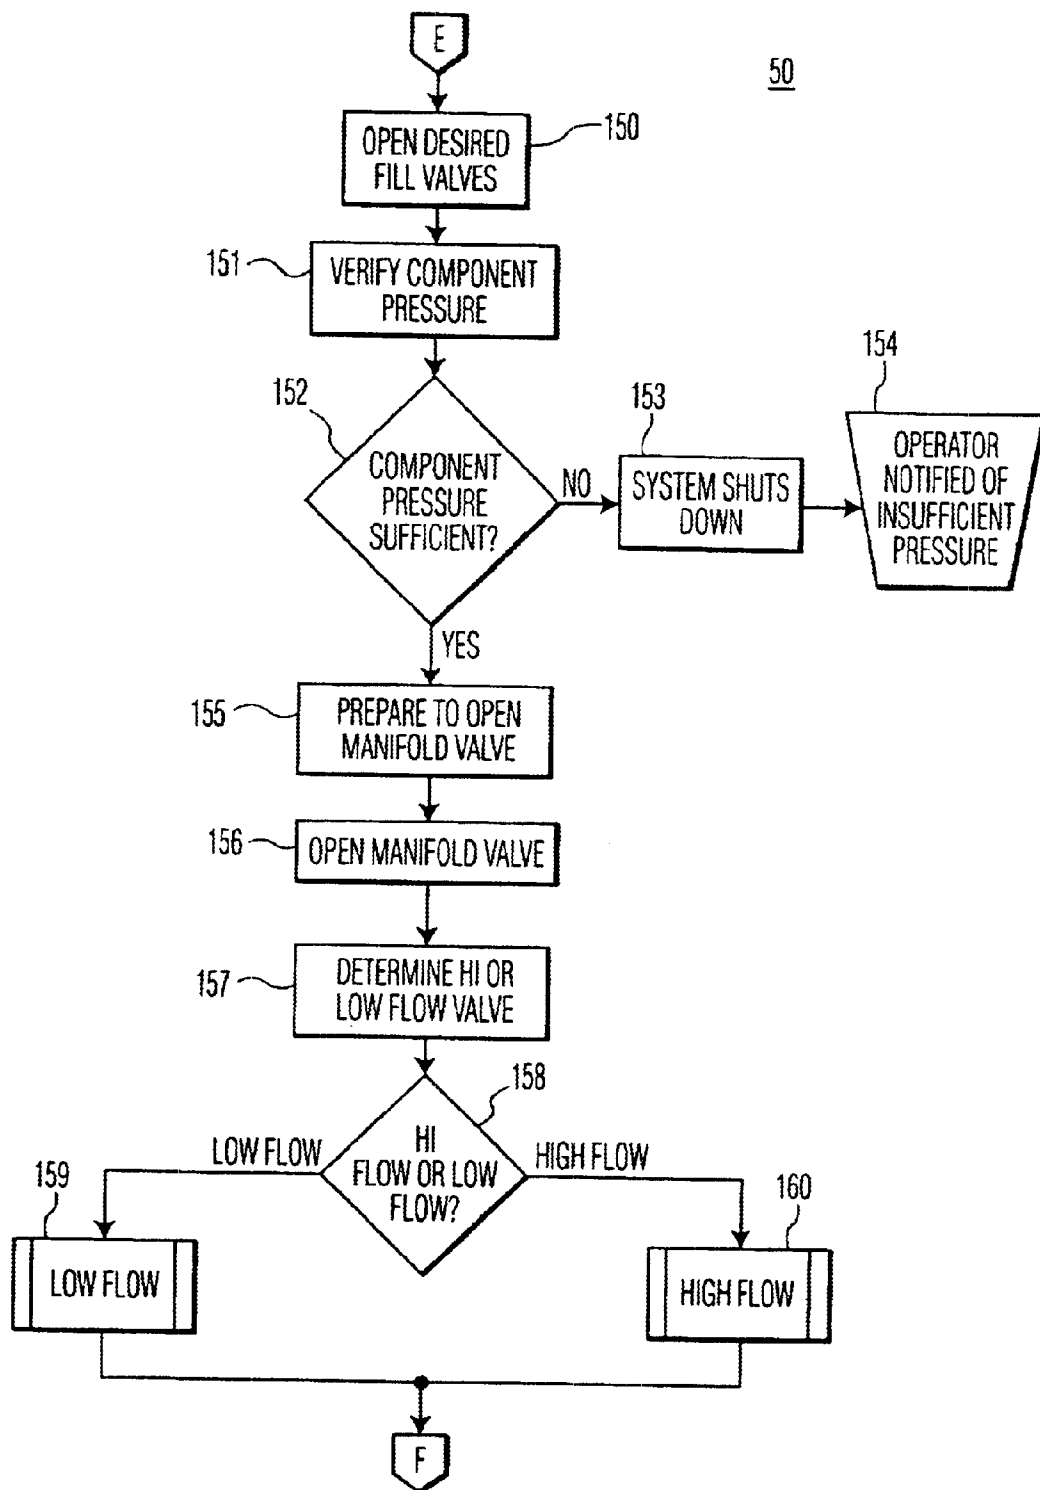 E
50
150
OPEN DESIRED
FILL VALVES
151
VERIFY COMPONENT
PRESSURE
152
COMPONENT
PRESSURE
SUFFICIENT?
NO
153
SYSTEM SHUTS
DOWN
154
OPERATOR
NOTIFIED OF
INSUFFICIENT
PRESSURE
YES
155
PREPARE TO OPEN
MANIFOLD VALVE
156
OPEN MANIFOLD VALVE
157
DETERMINE HI OR
LOW FLOW VALVE
158
HI
FLOW OR LOW
FLOW?
LOW FLOW
HIGH FLOW
159
LOW FLOW
160
HIGH FLOW
F